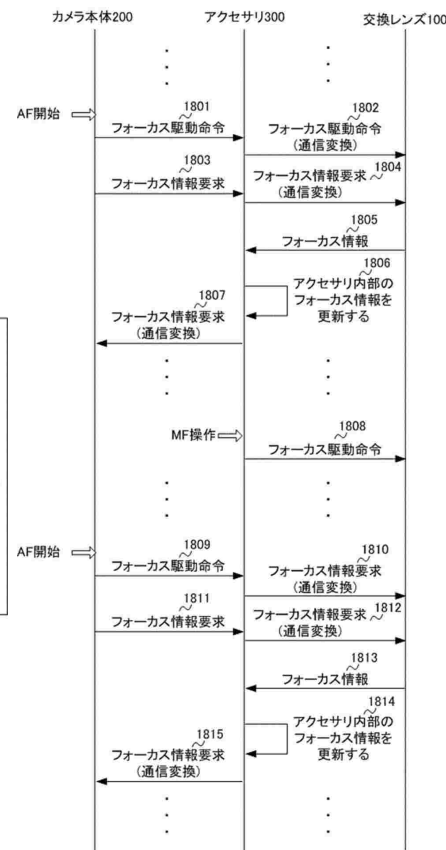 カメラ本体200
アクセサリ300
交換レンズ100
AF開始
1801
フォーカス駆動命令
1802
フォーカス駆動命令
(通信変換)
1803
フォーカス情報要求
1804
フォーカス情報要求
(通信変換)
1805
フォーカス情報
1806
アクセサリ内部の
フォーカス情報を
更新する
1807
フォーカス情報要求
(通信変換)
MF操作
1808
フォーカス駆動命令
AF開始
1809
フォーカス駆動命令
1810
フォーカス情報要求
(通信変換)
1811
フォーカス情報要求
1812
フォーカス情報要求
(通信変換)
1813
フォーカス情報
1814
アクセサリ内部の
フォーカス情報を
更新する
1815
フォーカス情報要求
(通信変換)